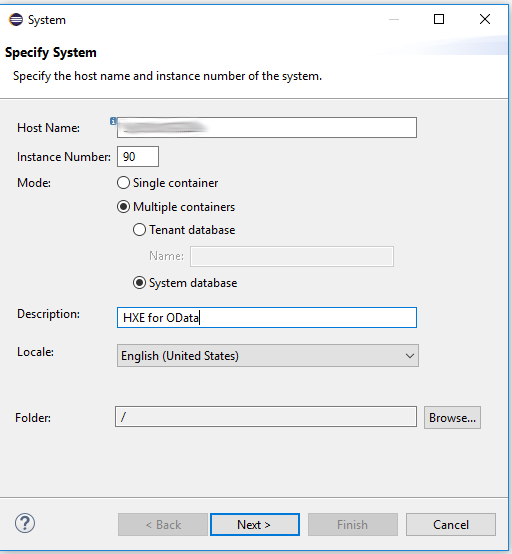 System
Specify System
Specify the host name and instance number of the system.
Host Name:
Instance Number: 90
Mode: Single container
Multiple containers
Tenant database
Name:
System database
Description: HXE for OData
Locale: English (United States)
Folder: / Browse...
? < Back Next > Finish Cancel